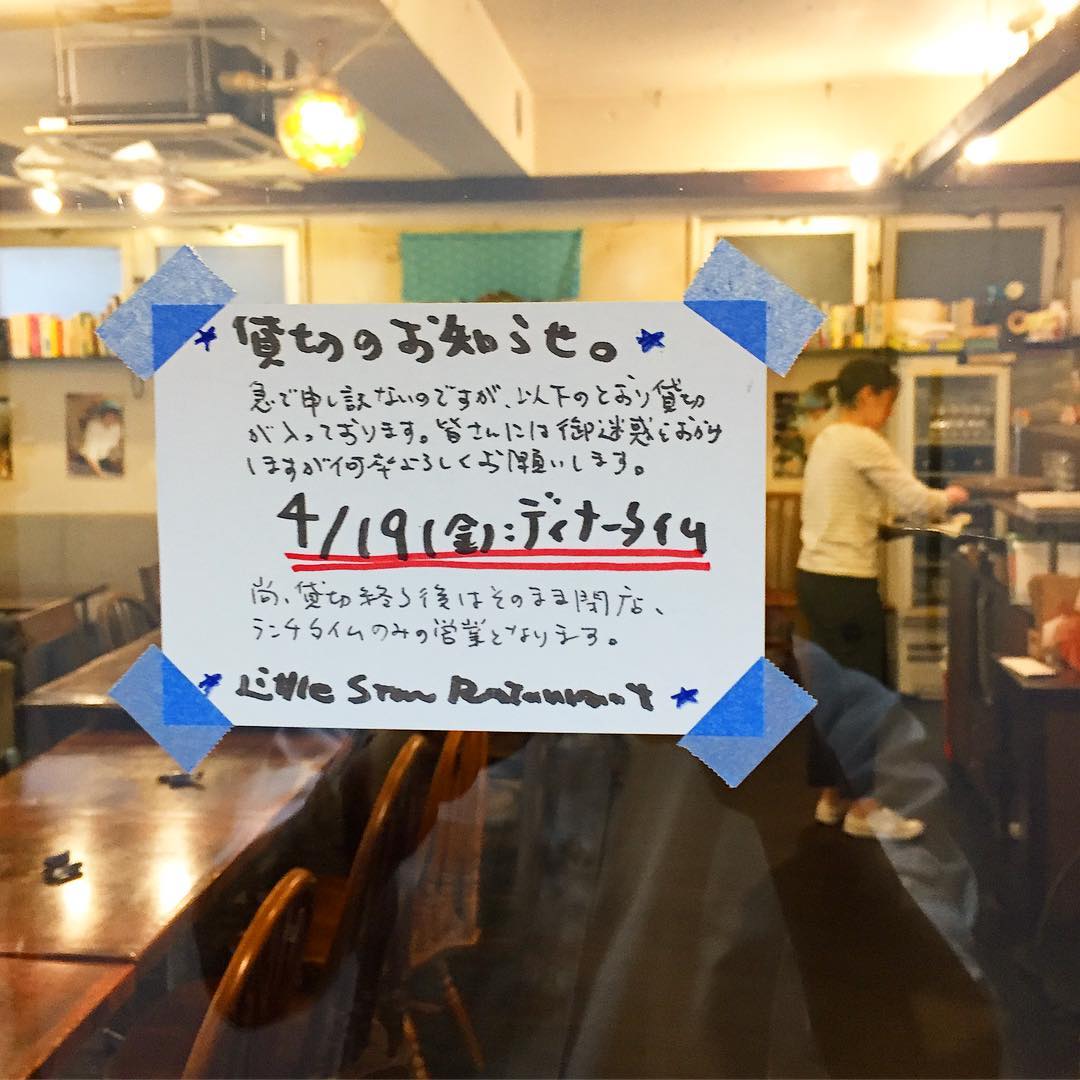 貸切のお知らせ。
急で申し訳ないのですが、以下のとおり貸切
が入っております。皆さんには御迷惑をおかけ
しますが何卒よろしくお願いします。
4/19(金):ディナータイム
尚、貸切終了後はそのまま閉店、
ランチタイムのみの営業となります。
Little Star Restaurant